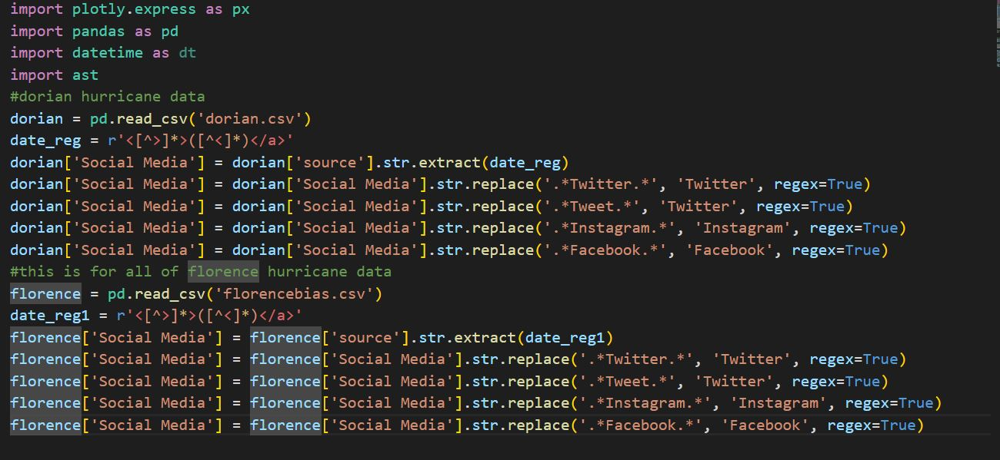 import plotly.express as px
import pandas as pd
import datetime as dt
import ast
#dorian hurricane data
dorian = pd.read_csv('dorian.csv')
date_reg = r'<[^>]*>([^<]*)</a>'
dorian['Social Media'] = dorian['source'].str.extract(date_reg)
dorian['Social Media'] = dorian['Social Media'].str.replace('.*Twitter.*', 'Twitter', regex=True)
dorian['Social Media'] = dorian['Social Media'].str.replace('.*Tweet.*', 'Twitter', regex=True)
dorian['Social Media'] = dorian['Social Media'].str.replace('.*Instagram.*', 'Instagram', regex=True)
dorian['Social Media'] = dorian['Social Media'].str.replace('.*Facebook.*', 'Facebook', regex=True)
#this is for all of florence hurricane data
florence = pd.read_csv('florencebias.csv')
date_reg1 = r'<[^>]*>([^<]*)</a>'
florence['Social Media'] = florence['source'].str.extract(date_reg1)
florence['Social Media'] = florence['Social Media'].str.replace('.*Twitter.*', 'Twitter', regex=True)
florence['Social Media'] = florence['Social Media'].str.replace('.*Tweet.*', 'Twitter', regex=True)
florence['Social Media'] = florence['Social Media'].str.replace('.*Instagram.*', 'Instagram', regex=True)
florence['Social Media'] = florence['Social Media'].str.replace('.*Facebook.*', 'Facebook', regex=True)